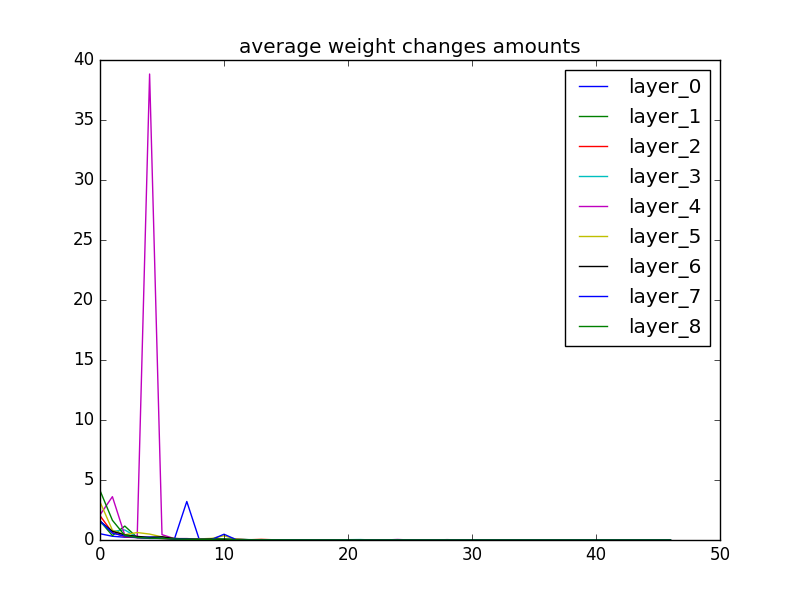 average weight changes amounts
40
35
30
25
20
15
10
5
0
0 10 20 30 40 50
layer_0
layer_1
layer_2
layer_3
layer_4
layer_5
layer_6
layer_7
layer_8